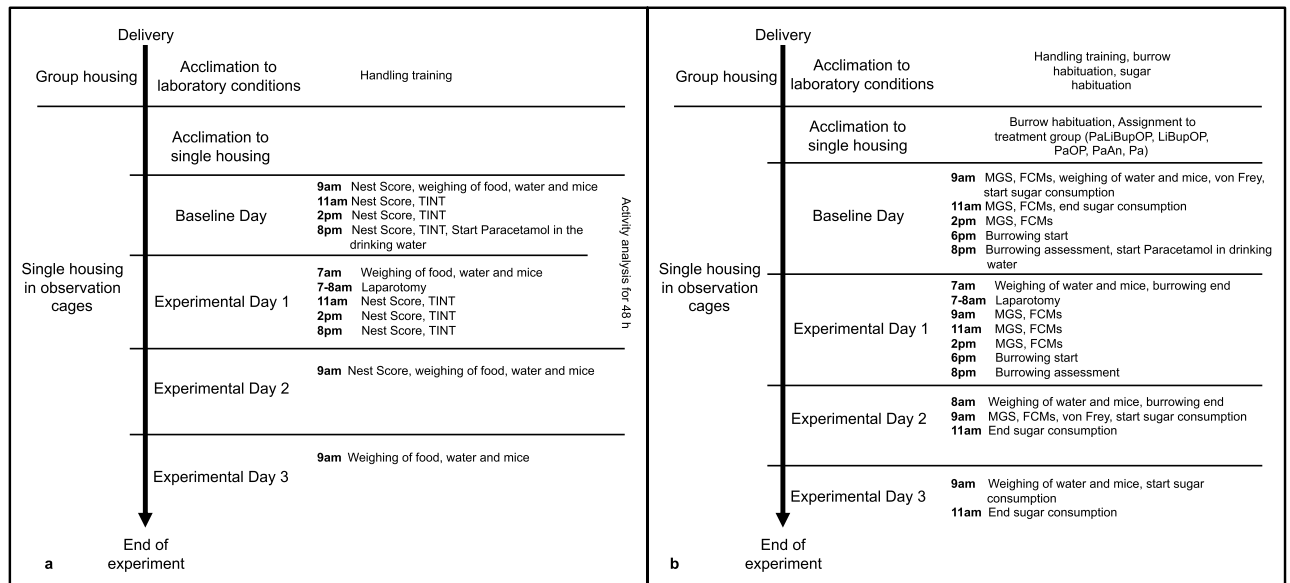 Delivery
Group housing
Acclimation to
laboratory conditions
Handling training
Acclimation to
single housing
Single housing
in observation
cages
Baseline Day
9am Nest Score, weighing of food, water and mice
11am Nest Score, TINT
2pm Nest Score, TINT
8pm Nest Score, TINT, Start Paracetamol in the
drinking water
Experimental Day 1
7am Weighing of food, water and mice
7-8am Laparotomy
11am Nest Score, TINT
2pm Nest Score, TINT
8pm Nest Score, TINT
Activity analysis for 48 h
Experimental Day 2
9am Nest Score, weighing of food, water and mice
Experimental Day 3
9am Weighing of food, water and mice
End of
experiment
a
Delivery
Group housing
Acclimation to
laboratory conditions
Handling training, burrow
habituation, sugar
habituation
Acclimation to
single housing
Burrow habituation, Assignment to
treatment group (PaLiBupOP, LiBupOP,
PaOP, PaAn, Pa)
Single housing
in observation
cages
Baseline Day
9am MGS, FCMs, weighing of water and mice, von Frey,
start sugar consumption
11am MGS, FCMs, end sugar consumption
2pm MGS, FCMs
6pm Burrowing start
8pm Burrowing assessment, start Paracetamol in drinking
water
Experimental Day 1
7am Weighing of water and mice, burrowing end
7-8am Laparotomy
9am MGS, FCMs
11am MGS, FCMs
2pm MGS, FCMs
6pm Burrowing start
8pm Burrowing assessment
Experimental Day 2
8am Weighing of water and mice, burrowing end
9am MGS, FCMs, von Frey, start sugar consumption
11am End sugar consumption
Experimental Day 3
9am Weighing of water and mice, start sugar
consumption
11am End sugar consumption
End of
experiment
b